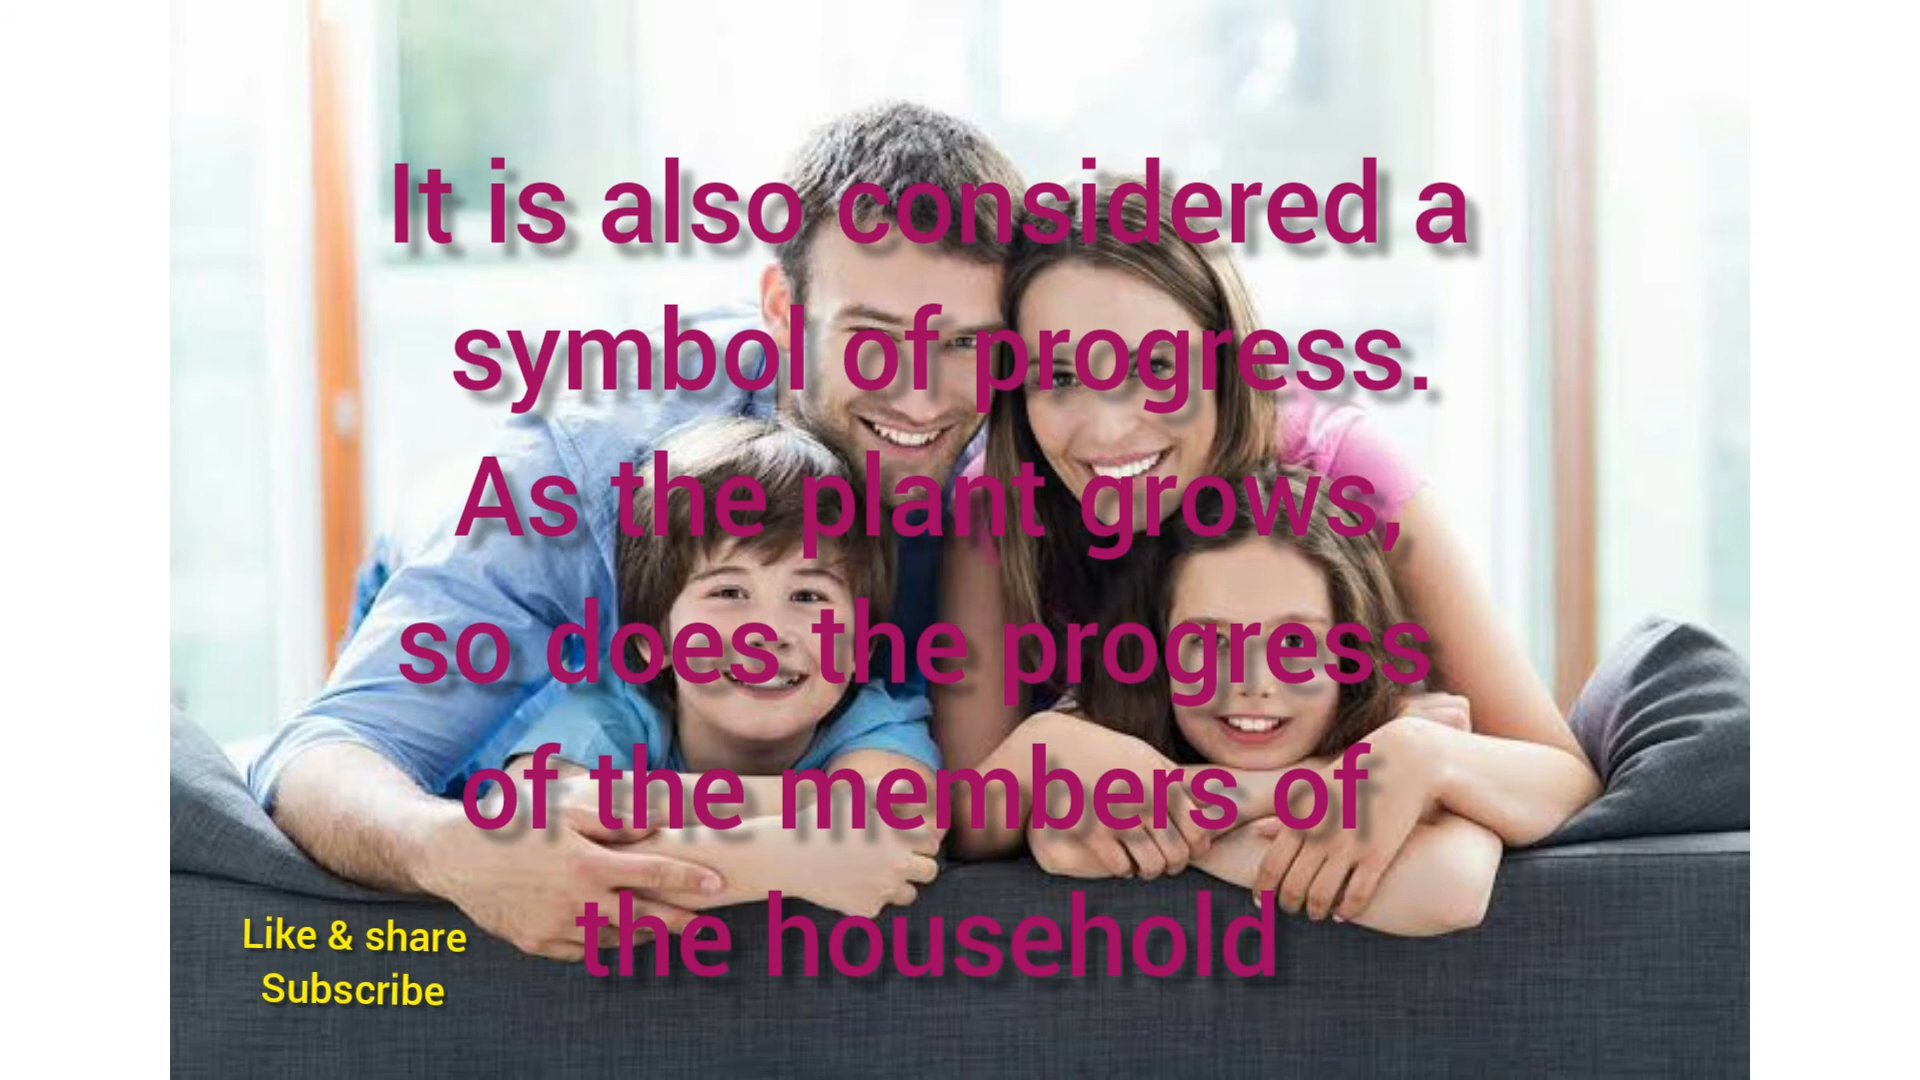 It is also considered a
symbol of progress.
As the plant grows,
so does the progress
of the members of
the household
Like & share
Subscribe